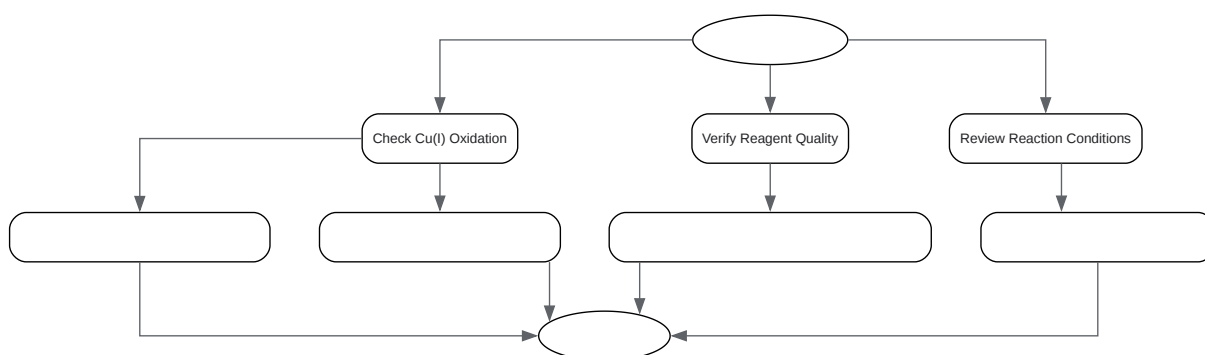 Check Cu(I) Oxidation
Verify Reagent Quality
Review Reaction Conditions